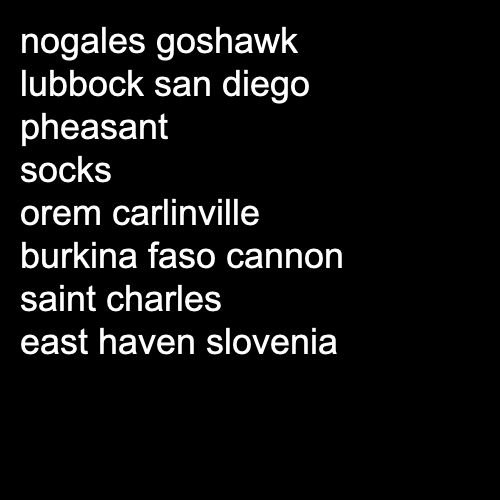 nogales goshawk
lubbock san diego
pheasant
socks
orem carlinville
burkina faso cannon
saint charles
east haven slovenia